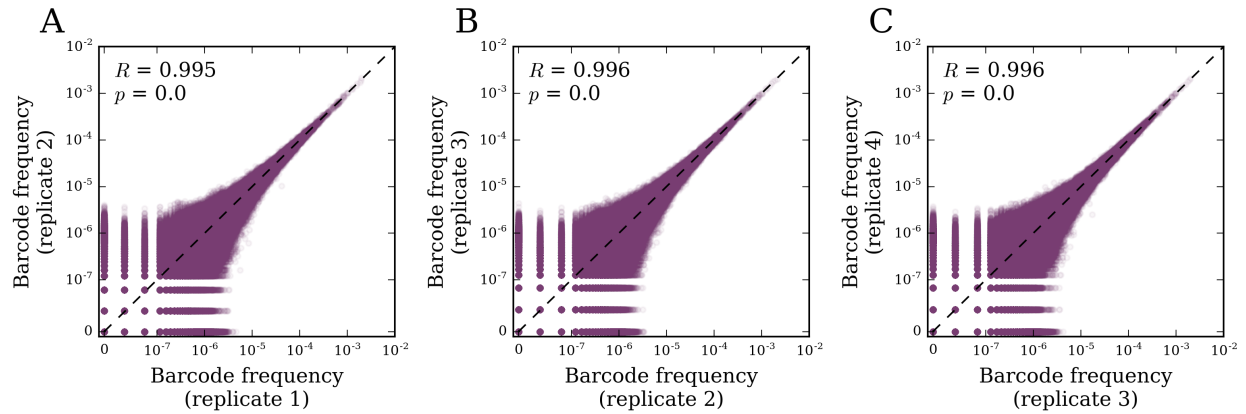 A
10⁻²
10⁻³
10⁻⁴
10⁻⁵
10⁻⁶
10⁻⁷
0
Barcode frequency
(replicate 2)
R = 0.995
p = 0.0
0 10⁻⁷ 10⁻⁶ 10⁻⁵ 10⁻⁴ 10⁻³ 10⁻²
Barcode frequency
(replicate 1)
B
10⁻²
10⁻³
10⁻⁴
10⁻⁵
10⁻⁶
10⁻⁷
0
Barcode frequency
(replicate 3)
R = 0.996
p = 0.0
0 10⁻⁷ 10⁻⁶ 10⁻⁵ 10⁻⁴ 10⁻³ 10⁻²
Barcode frequency
(replicate 2)
C
10⁻²
10⁻³
10⁻⁴
10⁻⁵
10⁻⁶
10⁻⁷
0
Barcode frequency
(replicate 4)
R = 0.996
p = 0.0
0 10⁻⁷ 10⁻⁶ 10⁻⁵ 10⁻⁴ 10⁻³ 10⁻²
Barcode frequency
(replicate 3)